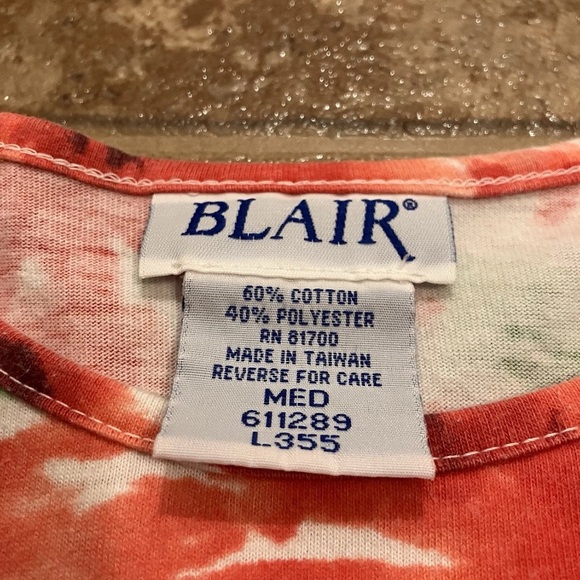 BLAIR®
60% COTTON
40% POLYESTER
RN 81700
MADE IN TAIWAN
REVERSE FOR CARE
MED
611289
L355